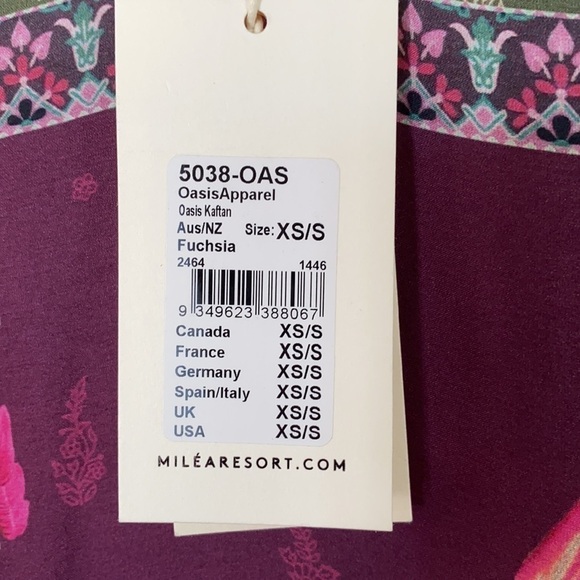 5038-OAS
OasisApparel
Oasis Kaftan
Aus/NZ Size: XS/S
Fuchsia
2464 1446
9 349623 388067
Canada XS/S
France XS/S
Germany XS/S
Spain/Italy XS/S
UK XS/S
USA XS/S
MILÉARESORT.COM